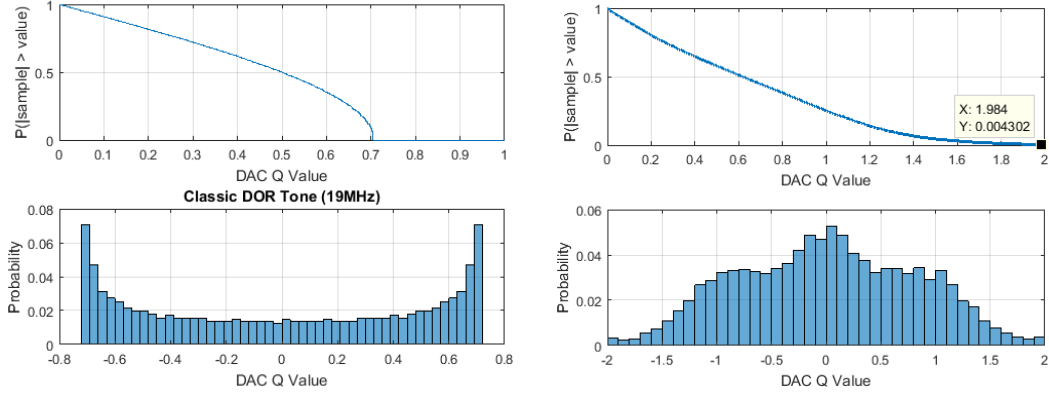 P(|sample| > value)
1
0.5
0
0 0.1 0.2 0.3 0.4 0.5 0.6 0.7 0.8 0.9 1
DAC Q Value
P(|sample| > value)
1
0.5
0
X: 1.984
Y: 0.004302
0 0.2 0.4 0.6 0.8 1 1.2 1.4 1.6 1.8 2
DAC Q Value
Classic DOR Tone (19MHz)
Probability
0.08
0.06
0.04
0.02
0
-0.8 -0.6 -0.4 -0.2 0 0.2 0.4 0.6 0.8
DAC Q Value
Probability
0.06
0.04
0.02
0
-2 -1.5 -1 -0.5 0 0.5 1 1.5 2
DAC Q Value